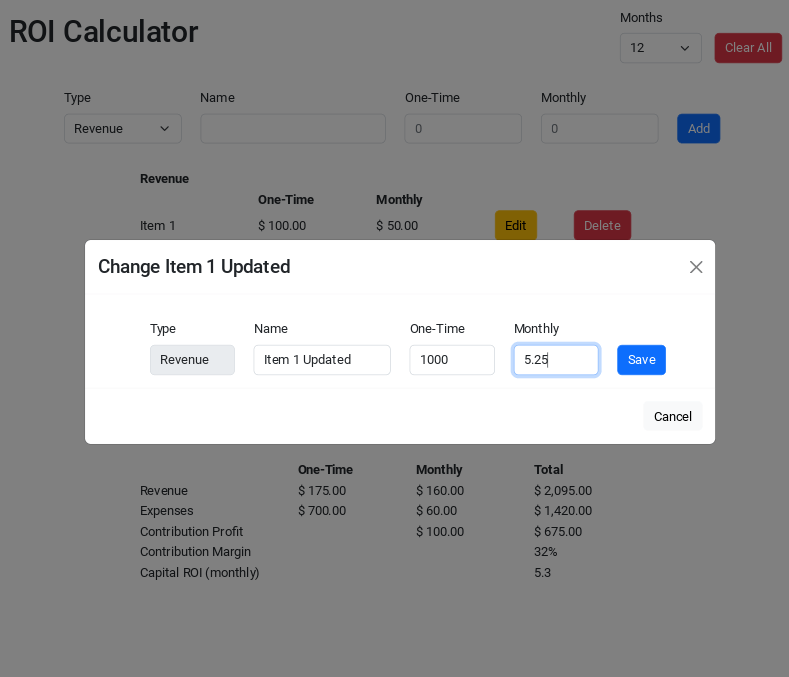 ROI Calculator
Months
12
Clear All
Type Name One-Time Monthly
Revenue 0 0 Add
Revenue
One-Time Monthly
Item 1 $ 100.00 $ 50.00 Edit Delete
Change Item 1 Updated
Type Name One-Time Monthly
Revenue Item 1 Updated 1000 5.25 Save
Cancel
One-Time Monthly Total
Revenue $ 175.00 $ 160.00 $ 2,095.00
Expenses $ 700.00 $ 60.00 $ 1,420.00
Contribution Profit $ 100.00 $ 675.00
Contribution Margin 32%
Capital ROI (monthly) 5.3